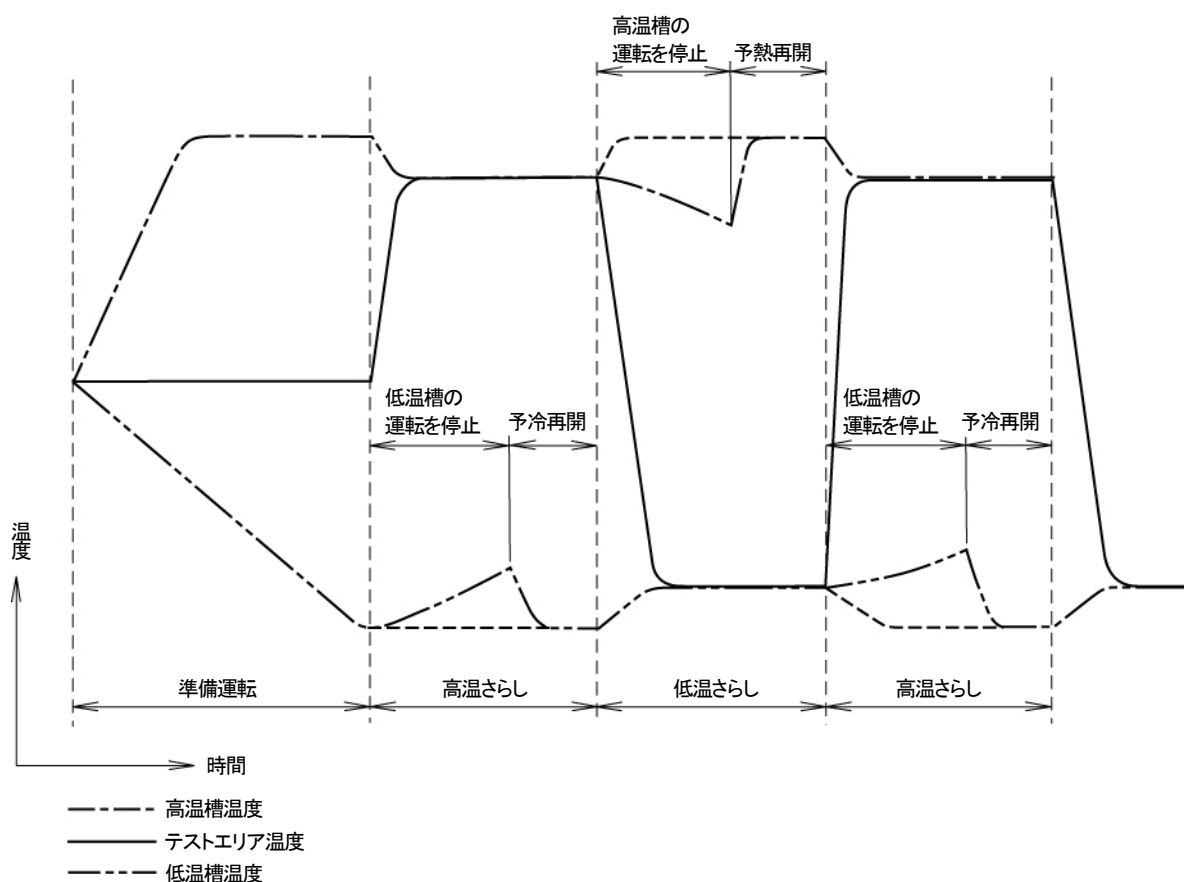 高温槽の
運転を停止
予熱再開
低温槽の
運転を停止
予冷再開
低温槽の
運転を停止
予冷再開
温度
準備運転
高温さらし
低温さらし
高温さらし
時間
高温槽温度
テストエリア温度
低温槽温度